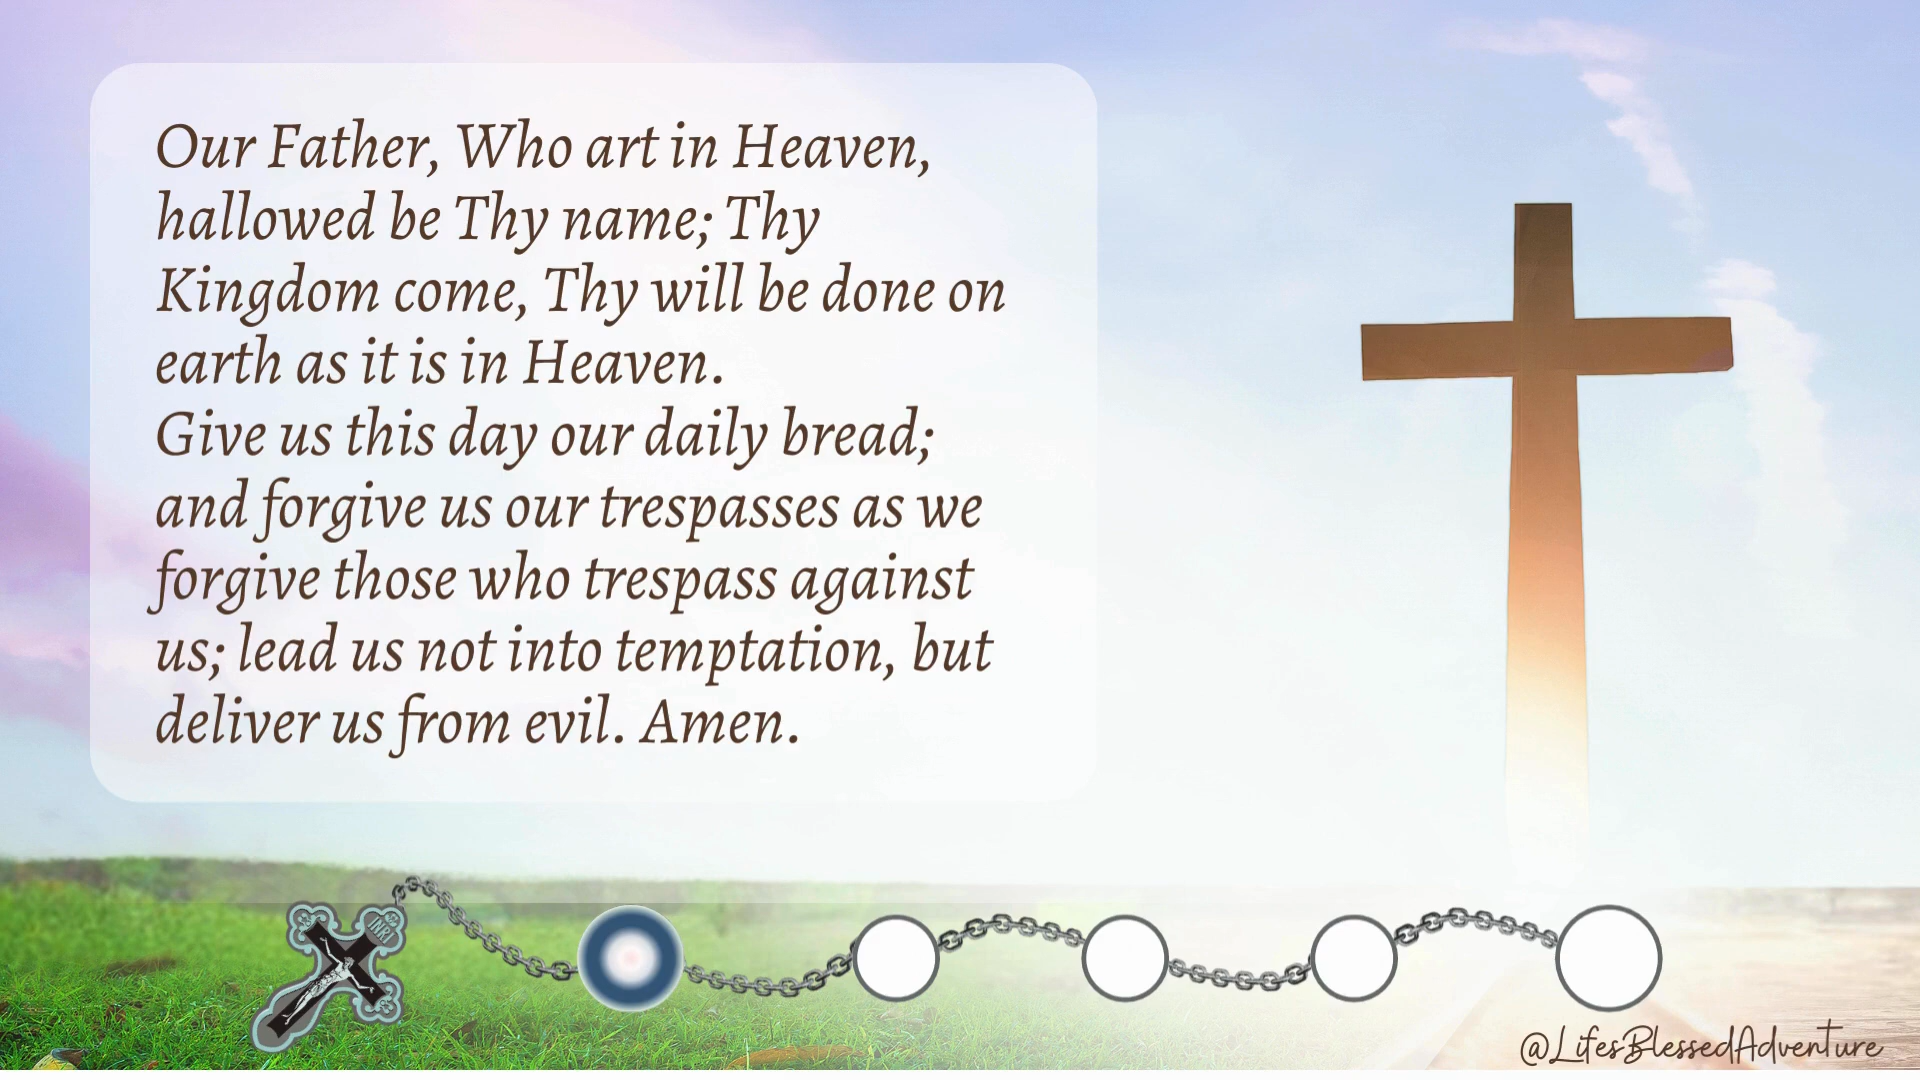 Our Father, Who art in Heaven,
hallowed be Thy name; Thy
Kingdom come, Thy will be done on
earth as it is in Heaven.
Give us this day our daily bread;
and forgive us our trespasses as we
forgive those who trespass against
us; lead us not into temptation, but
deliver us from evil. Amen.
INRI
@LifesBlessedAdventure